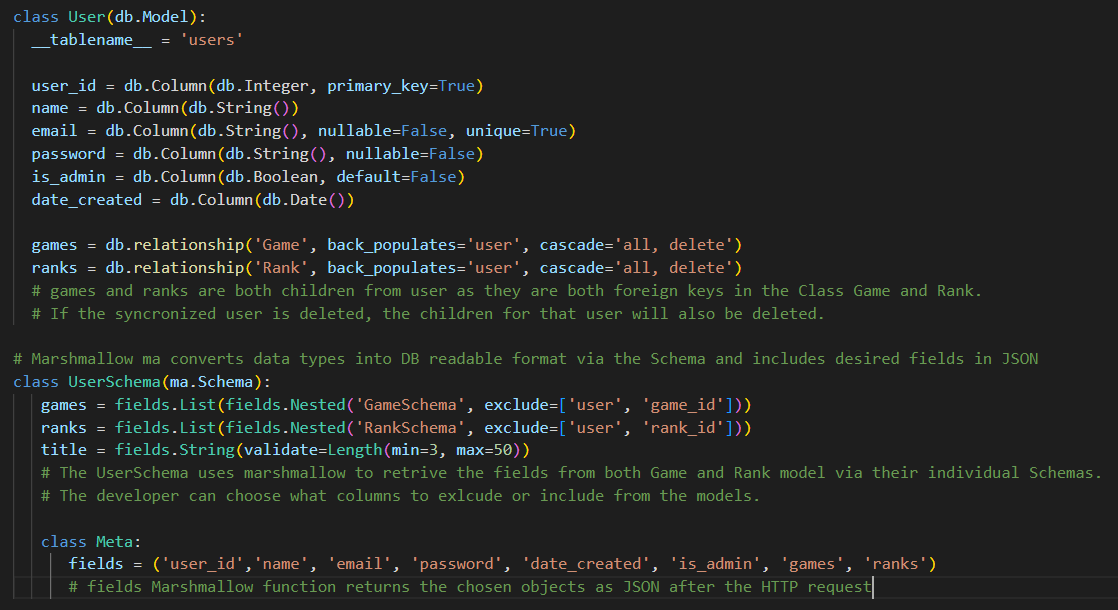 class User(db.Model):
__tablename__ = 'users'
user_id = db.Column(db.Integer, primary_key=True)
name = db.Column(db.String())
email = db.Column(db.String(), nullable=False, unique=True)
password = db.Column(db.String(), nullable=False)
is_admin = db.Column(db.Boolean, default=False)
date_created = db.Column(db.Date())
games = db.relationship('Game', back_populates='user', cascade='all, delete')
ranks = db.relationship('Rank', back_populates='user', cascade='all, delete')
# games and ranks are both children from user as they are both foreign keys in the Class Game and Rank.
# If the syncronized user is deleted, the children for that user will also be deleted.
# Marshmallow ma converts data types into DB readable format via the Schema and includes desired fields in JSON
class UserSchema(ma.Schema):
games = fields.List(fields.Nested('GameSchema', exclude=['user', 'game_id']))
ranks = fields.List(fields.Nested('RankSchema', exclude=['user', 'rank_id']))
title = fields.String(validate=Length(min=3, max=50))
# The UserSchema uses marshmallow to retrive the fields from both Game and Rank model via their individual Schemas.
# The developer can choose what columns to exlcude or include from the models.
class Meta:
fields = ('user_id','name', 'email', 'password', 'date_created', 'is_admin', 'games', 'ranks')
# fields Marshmallow function returns the chosen objects as JSON after the HTTP request